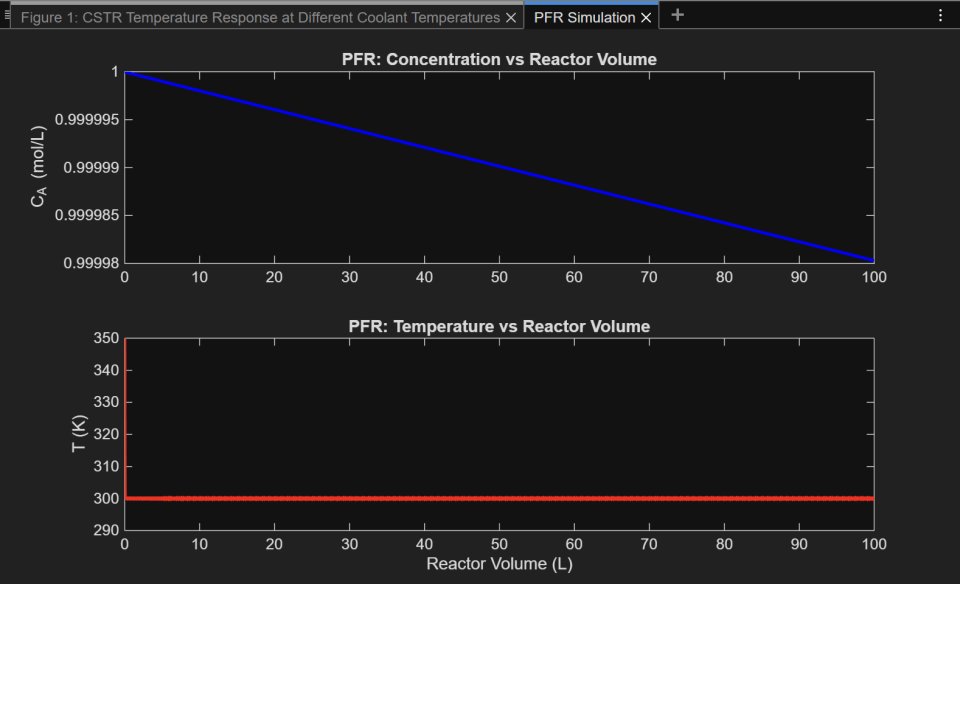 Figure 1: CSTR Temperature Response at Different Coolant Temperatures × PFR Simulation × +
PFR: Concentration vs Reactor Volume
1
0.999995
0.99999
0.999985
0.99998
C_A (mol/L)
0 10 20 30 40 50 60 70 80 90 100
PFR: Temperature vs Reactor Volume
350
340
330
320
310
300
290
T (K)
0 10 20 30 40 50 60 70 80 90 100
Reactor Volume (L)